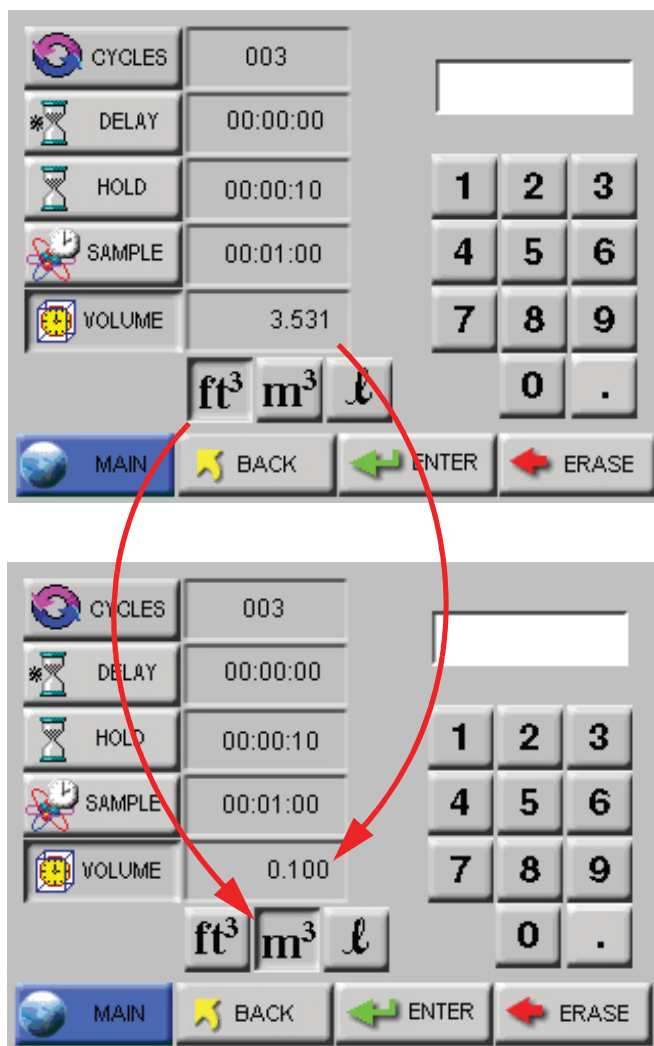 CYCLES 003
DELAY 00:00:00
HOLD 00:00:10
SAMPLE 00:01:00
VOLUME 3.531
ft³ m³ ℓ
1 2 3
4 5 6
7 8 9
0 .
MAIN BACK ENTER ERASE
CYCLES 003
DELAY 00:00:00
HOLD 00:00:10
SAMPLE 00:01:00
VOLUME 0.100
ft³ m³ ℓ
1 2 3
4 5 6
7 8 9
0 .
MAIN BACK ENTER ERASE